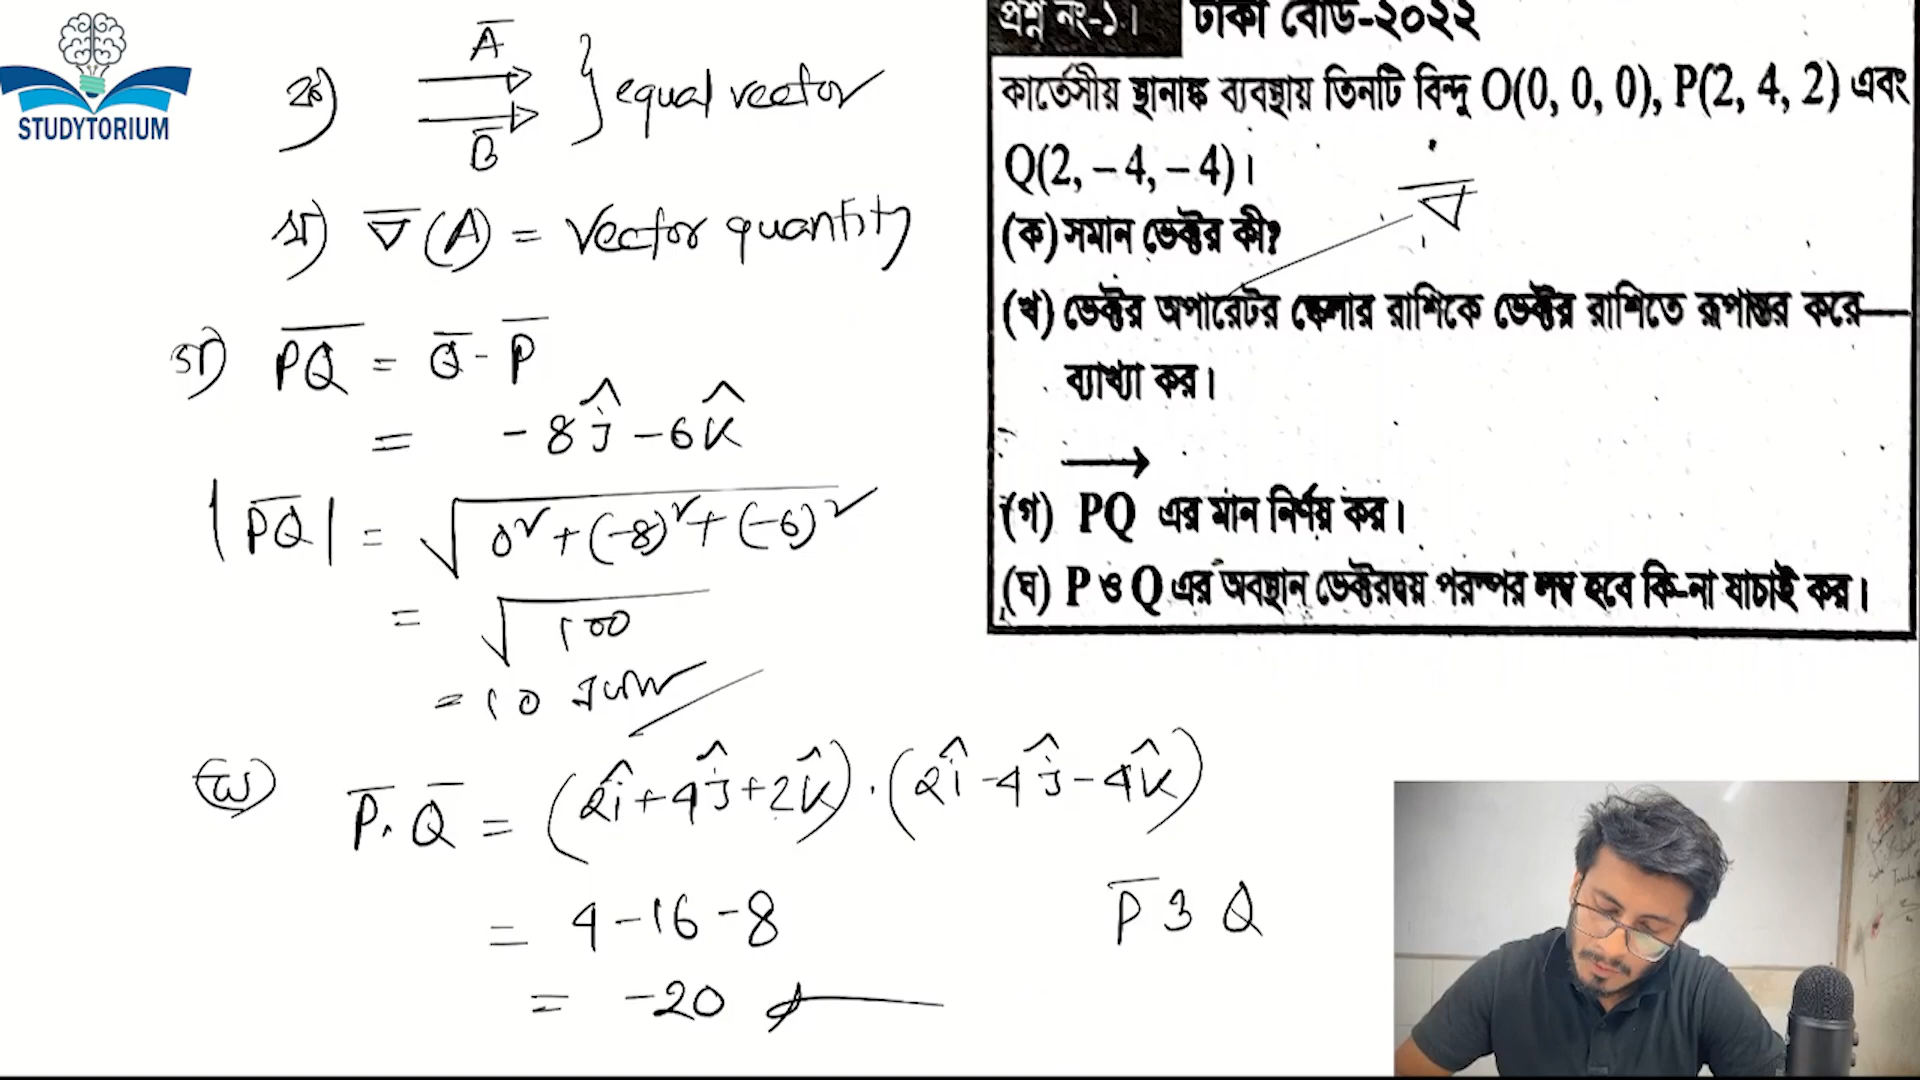 STUDYTORIUM
ক) A B } equal vector
খ) ∇(A) = Vector quantity
গ) PQ = Q - P
= -8ĵ - 6k̂
|PQ| = √0² + (-8)² + (-6)²
= √100
= 10 একক
ঘ) P . Q = (2î + 4ĵ + 2k̂) . (2î - 4ĵ - 4k̂)
= 4 - 16 - 8
= -20
P ও Q
প্রশ্ন নং-১। ঢাকা বোর্ড-২০২২
কার্তেসীয় স্থানাঙ্ক ব্যবস্থায় তিনটি বিন্দু O(0, 0, 0), P(2, 4, 2) এবং
Q(2, – 4, – 4)।
∇
(ক) সমান ভেক্টর কী?
(খ) ভেক্টর অপারেটর স্কেলার রাশিকে ভেক্টর রাশিতে রূপান্তর করে—
ব্যাখ্যা কর।
(গ) PQ এর মান নির্ণয় কর।
(ঘ) P ও Q এর অবস্থান ভেক্টরদ্বয় পরস্পর লম্ব হবে কি-না যাচাই কর।